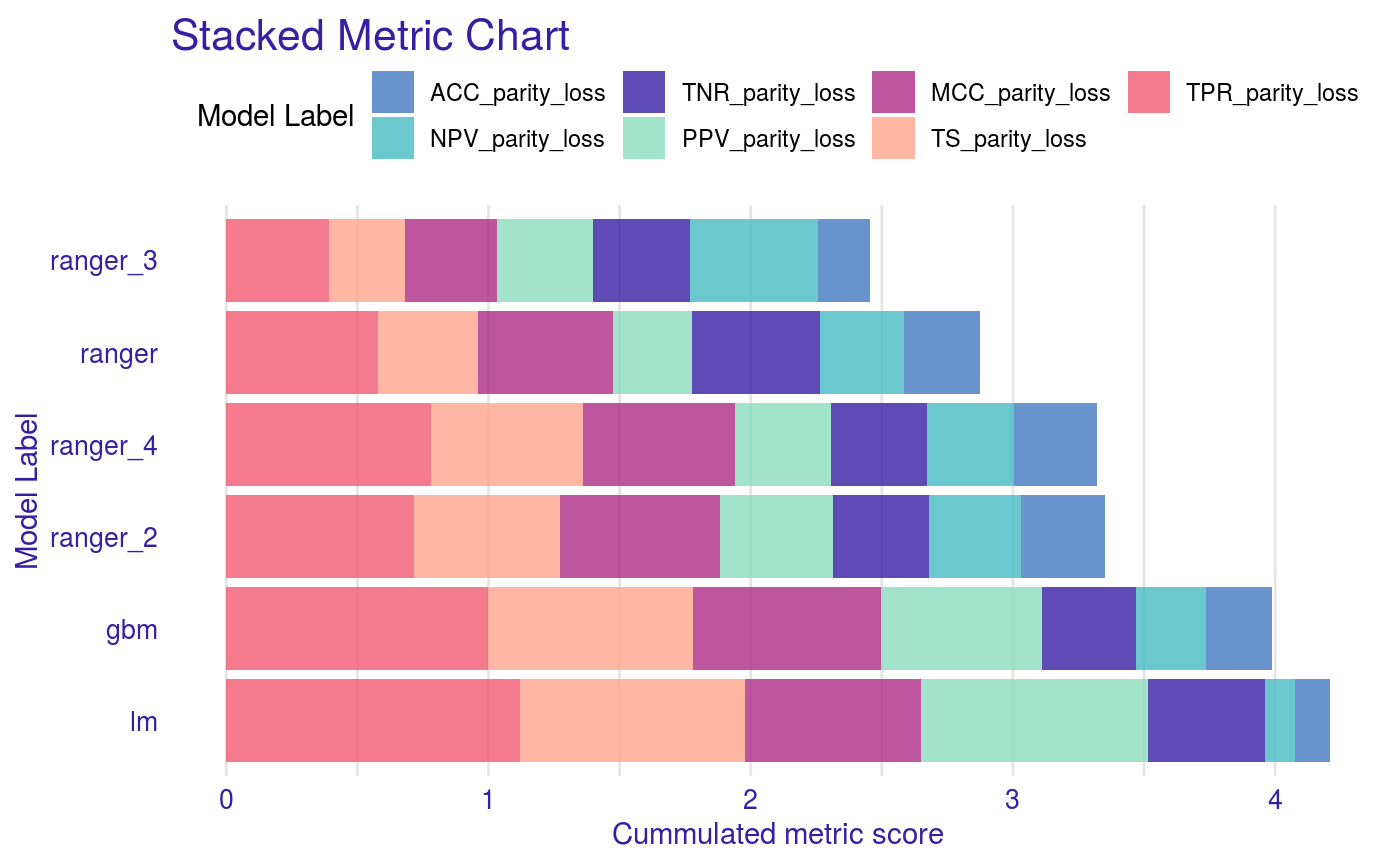 Stacked Metric Chart
Model Label
ACC_parity_loss TNR_parity_loss MCC_parity_loss TPR_parity_loss
NPV_parity_loss PPV_parity_loss TS_parity_loss
Model Label
ranger_3
ranger
ranger_4
ranger_2
gbm
lm
0 1 2 3 4
Cummulated metric score